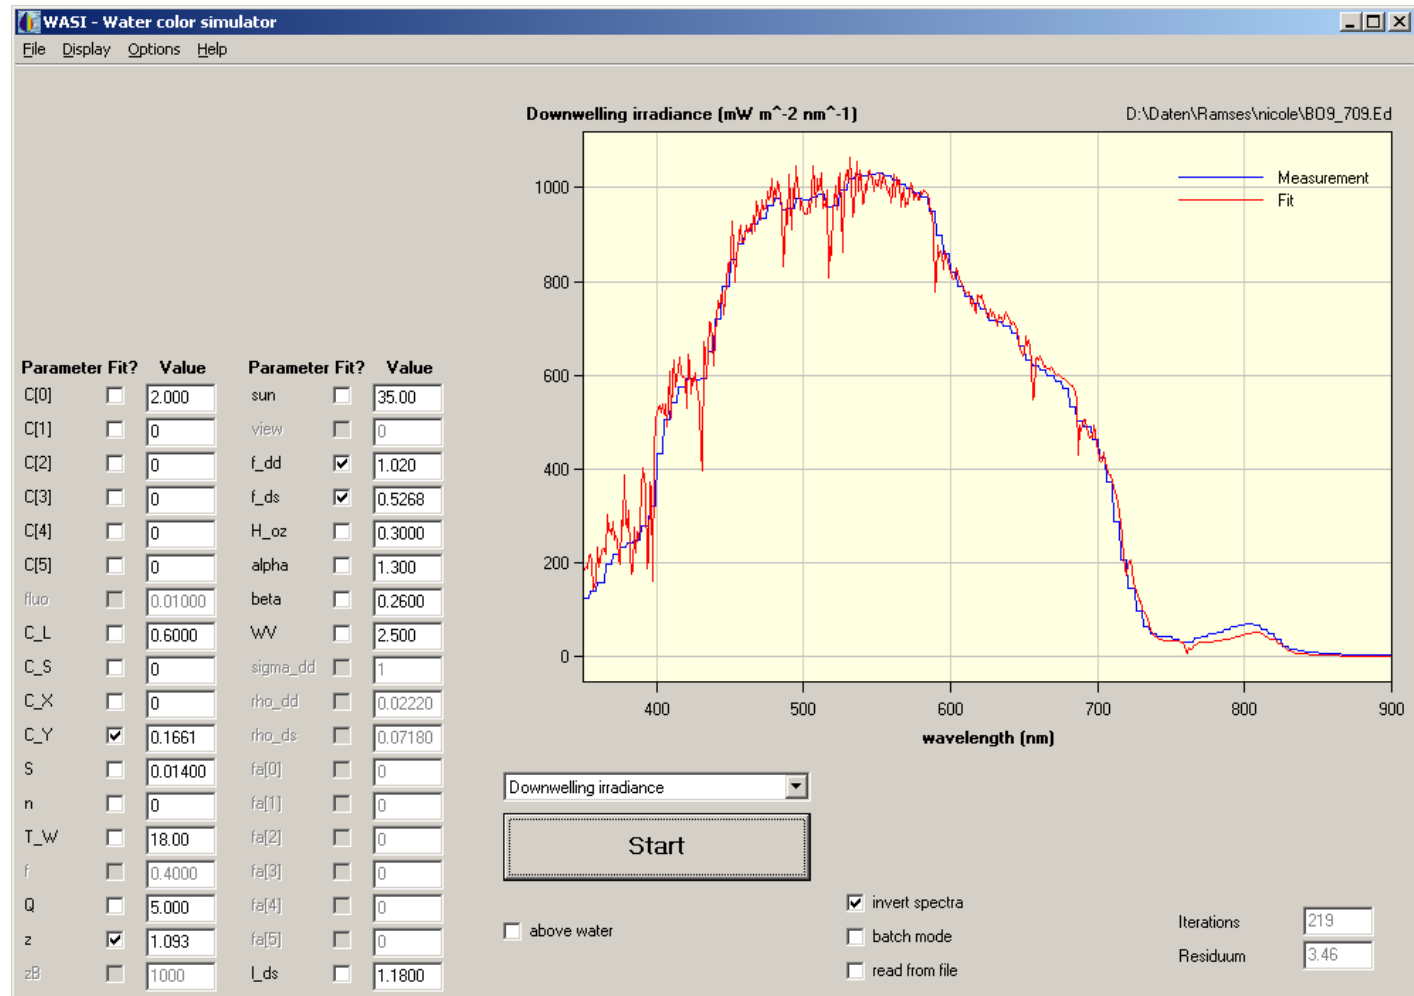 WASI - Water color simulator
File Display Options Help
Downwelling irradiance (mW m^-2 nm^-1) D:\Daten\Ramses\nicole\BO9_709.Ed
Measurement
Fit
1000
800
600
400
200
0
400 500 600 700 800 900
wavelength (nm)
Parameter Fit? Value Parameter Fit? Value
C[0] 2.000 sun 35.00
C[1] 0 view 0
C[2] 0 f_dd 1.020
C[3] 0 f_ds 0.5268
C[4] 0 H_oz 0.3000
C[5] 0 alpha 1.300
fluo 0.01000 beta 0.2600
C_L 0.6000 WV 2.500
C_S 0 sigma_dd 1
C_X 0 rho_dd 0.02220
C_Y 0.1661 rho_ds 0.07180
S 0.01400 fa[0] 0
n 0 fa[1] 0
T_W 18.00 fa[2] 0
f 0.4000 fa[3] 0
Q 5.000 fa[4] 0
z 1.093 fa[5] 0
zB 1000 l_ds 1.1800
Downwelling irradiance
Start
above water
invert spectra
batch mode
read from file
Iterations 219
Residuum 3.46